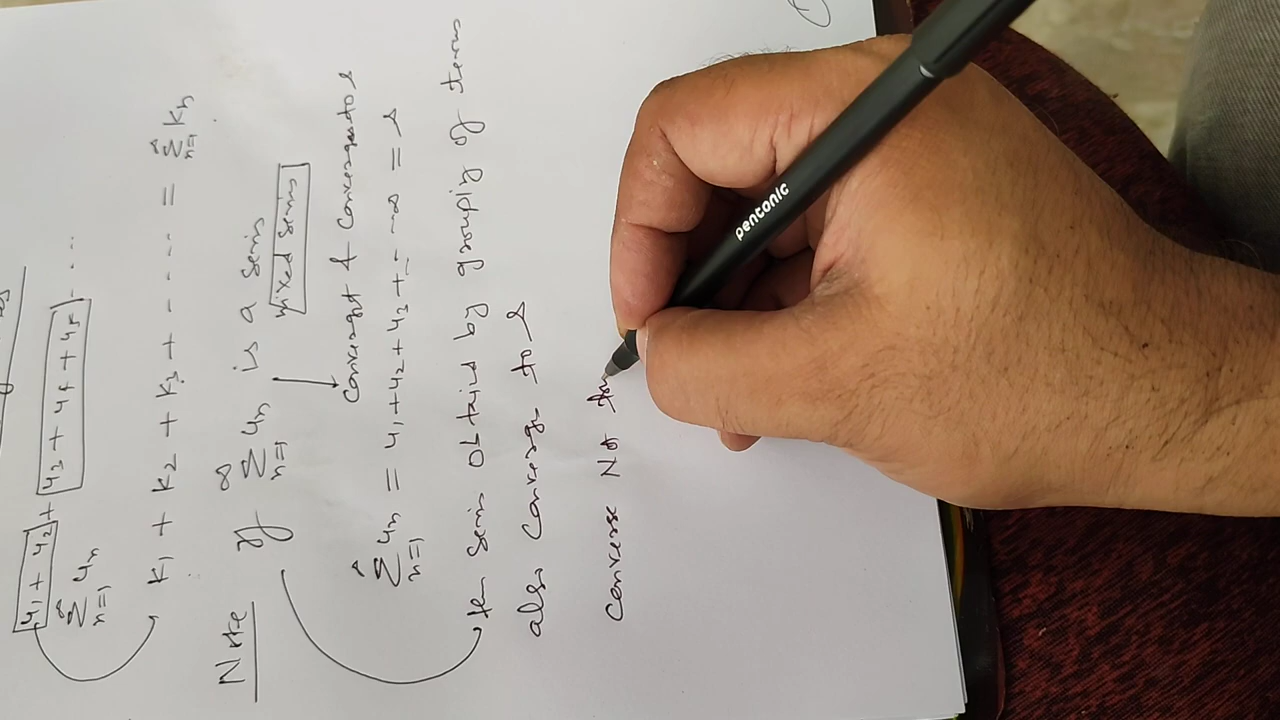 u1 + u2 + u3 + u4 + u5 ...
∞
Σ un
n=1
K1 + K2 + K3 + - - - - = Σ Kn
n=1
Note If Σ un is a series
n=1
mixed series
convergent & converges to s
Σ un = u1 + u2 + u3 + - - - ∞ = s
n=1
then series obtained by grouping of terms
also converge to s
converse Not
pentonic